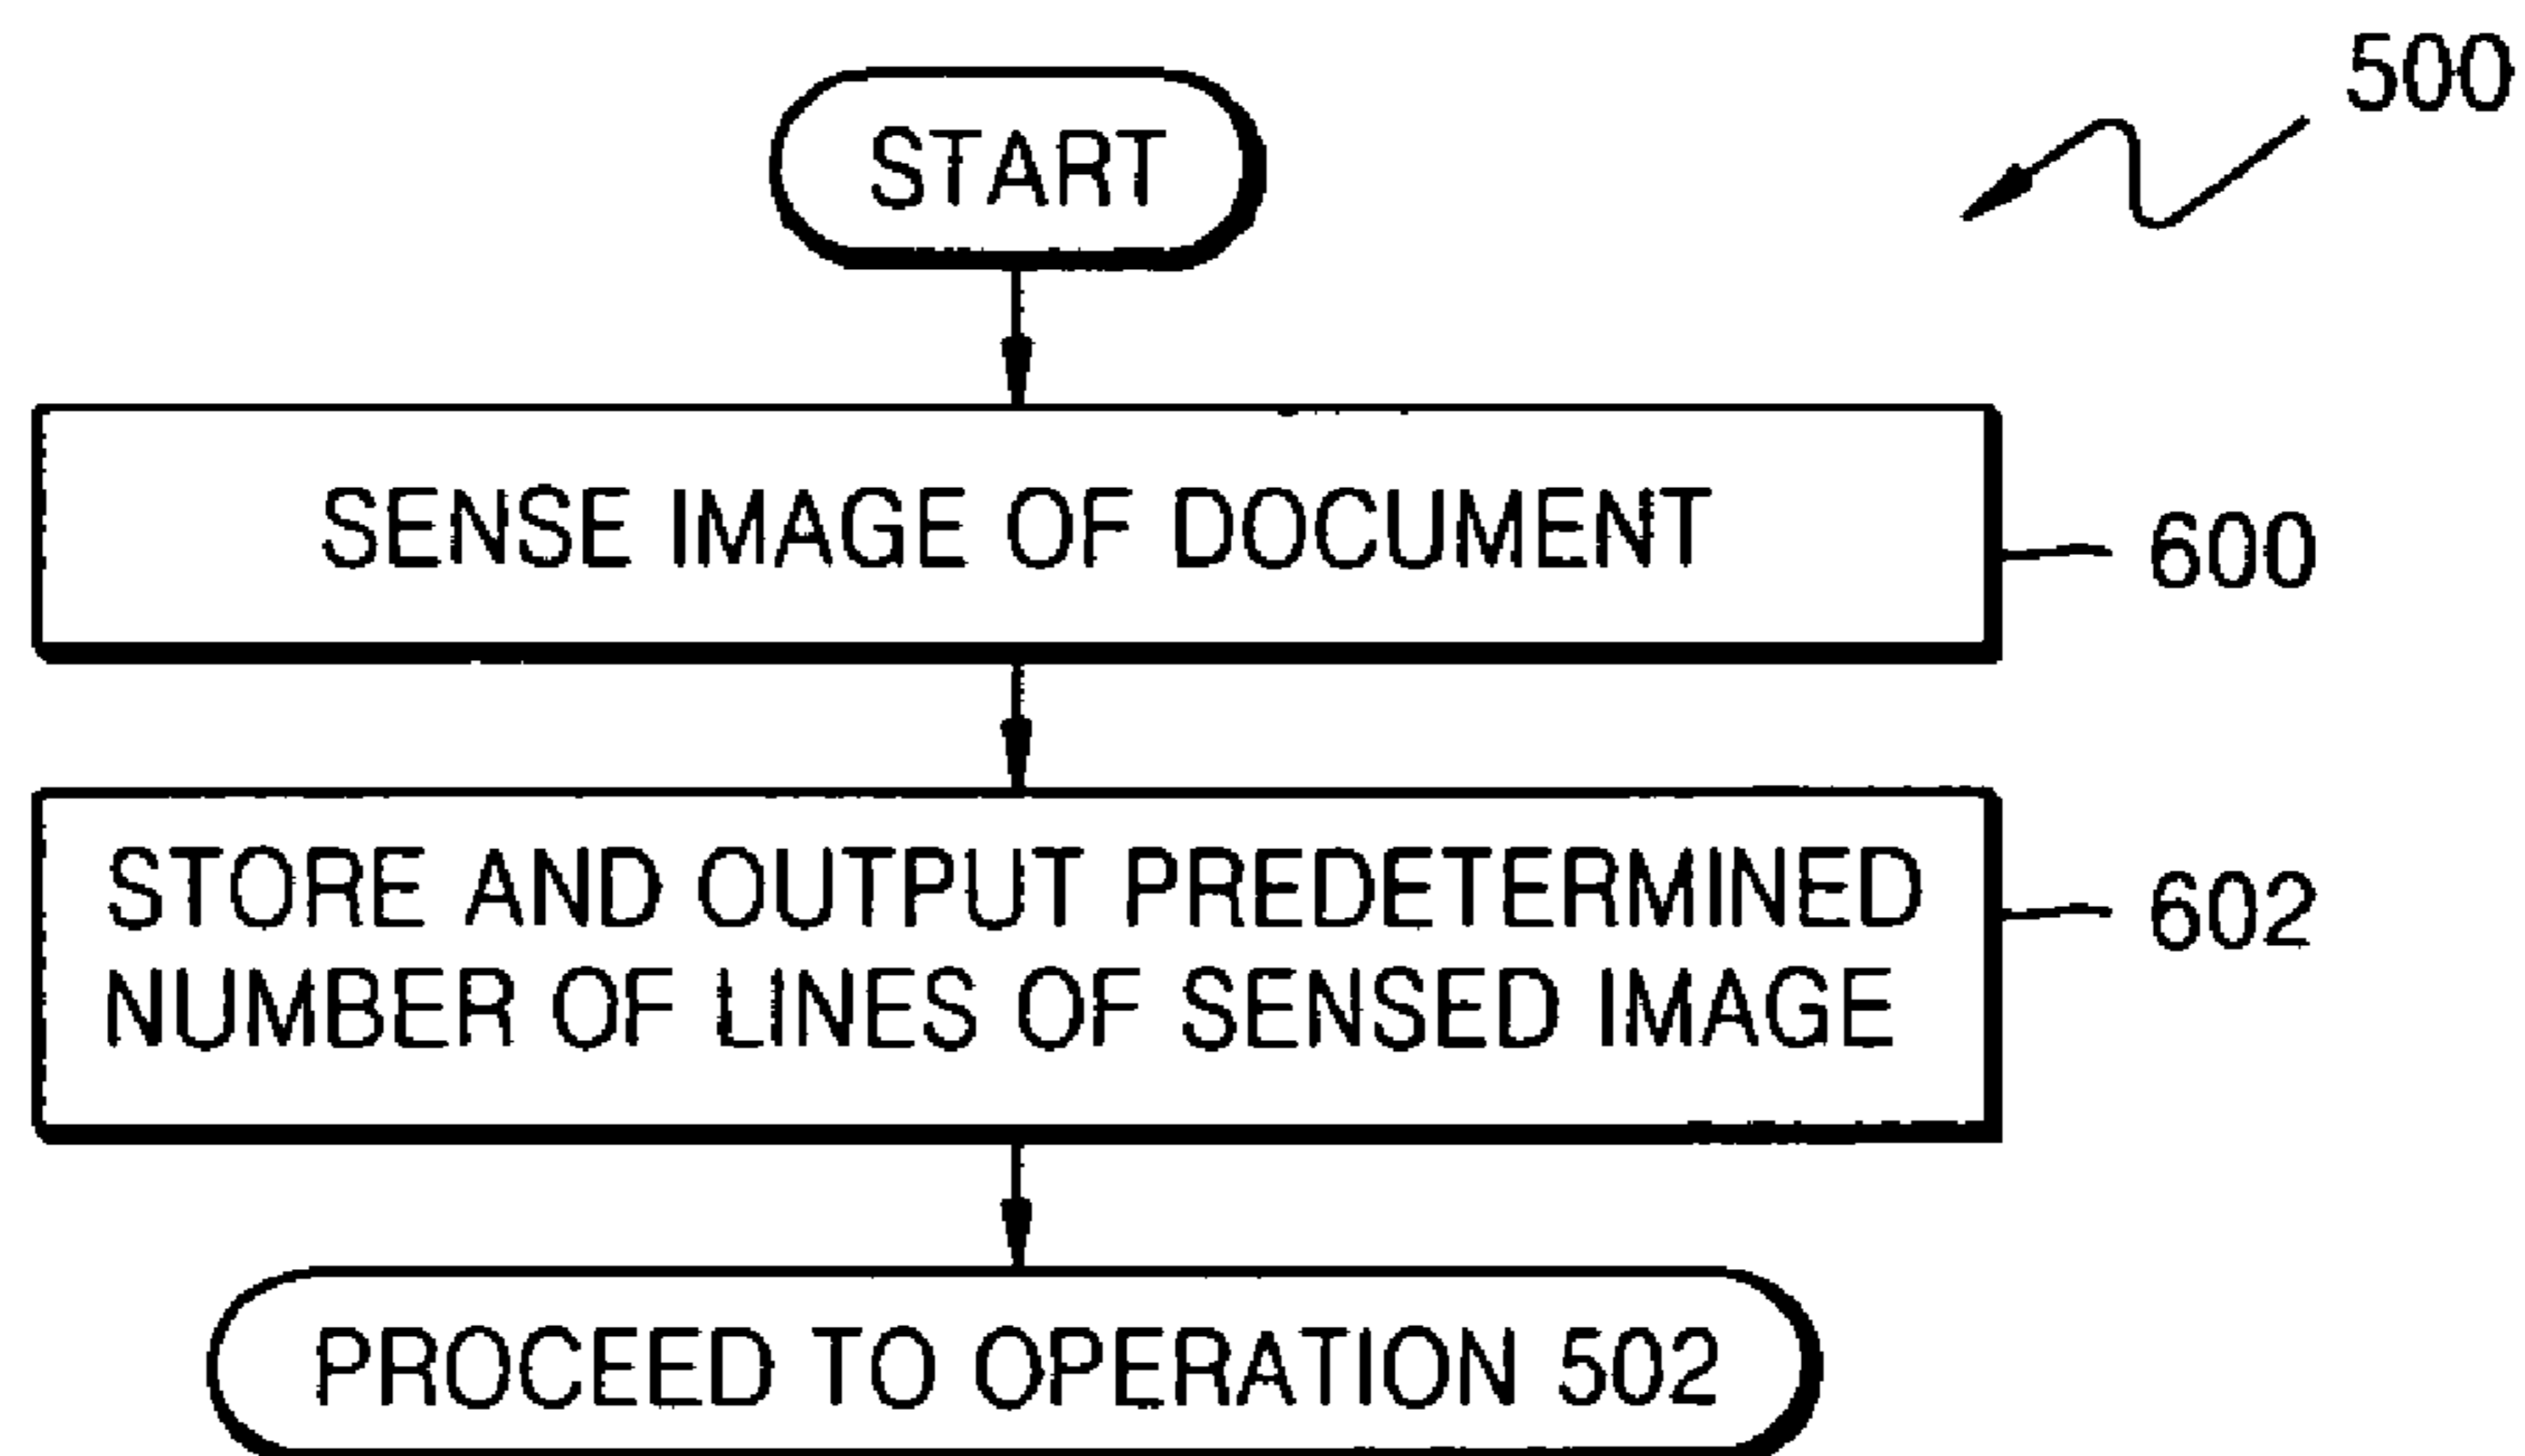 500
START
SENSE IMAGE OF DOCUMENT
600
STORE AND OUTPUT PREDETERMINED
NUMBER OF LINES OF SENSED IMAGE
602
PROCEED TO OPERATION 502